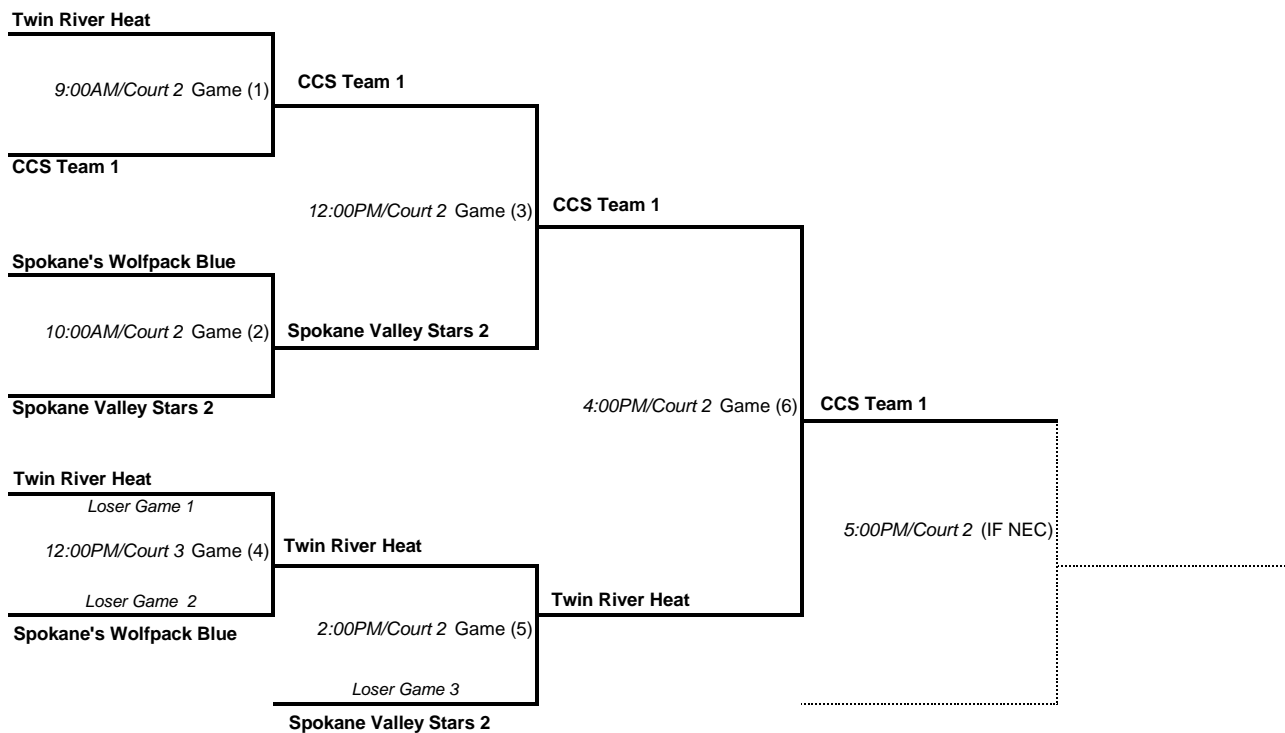 Twin River Heat
9:00AM/Court 2 Game (1)
CCS Team 1
CCS Team 1
12:00PM/Court 2 Game (3)
CCS Team 1
Spokane's Wolfpack Blue
10:00AM/Court 2 Game (2)
Spokane Valley Stars 2
Spokane Valley Stars 2
4:00PM/Court 2 Game (6)
CCS Team 1
Twin River Heat
Loser Game 1
12:00PM/Court 3 Game (4)
Twin River Heat
5:00PM/Court 2 (IF NEC)
Loser Game 2
Spokane's Wolfpack Blue
2:00PM/Court 2 Game (5)
Twin River Heat
Loser Game 3
Spokane Valley Stars 2